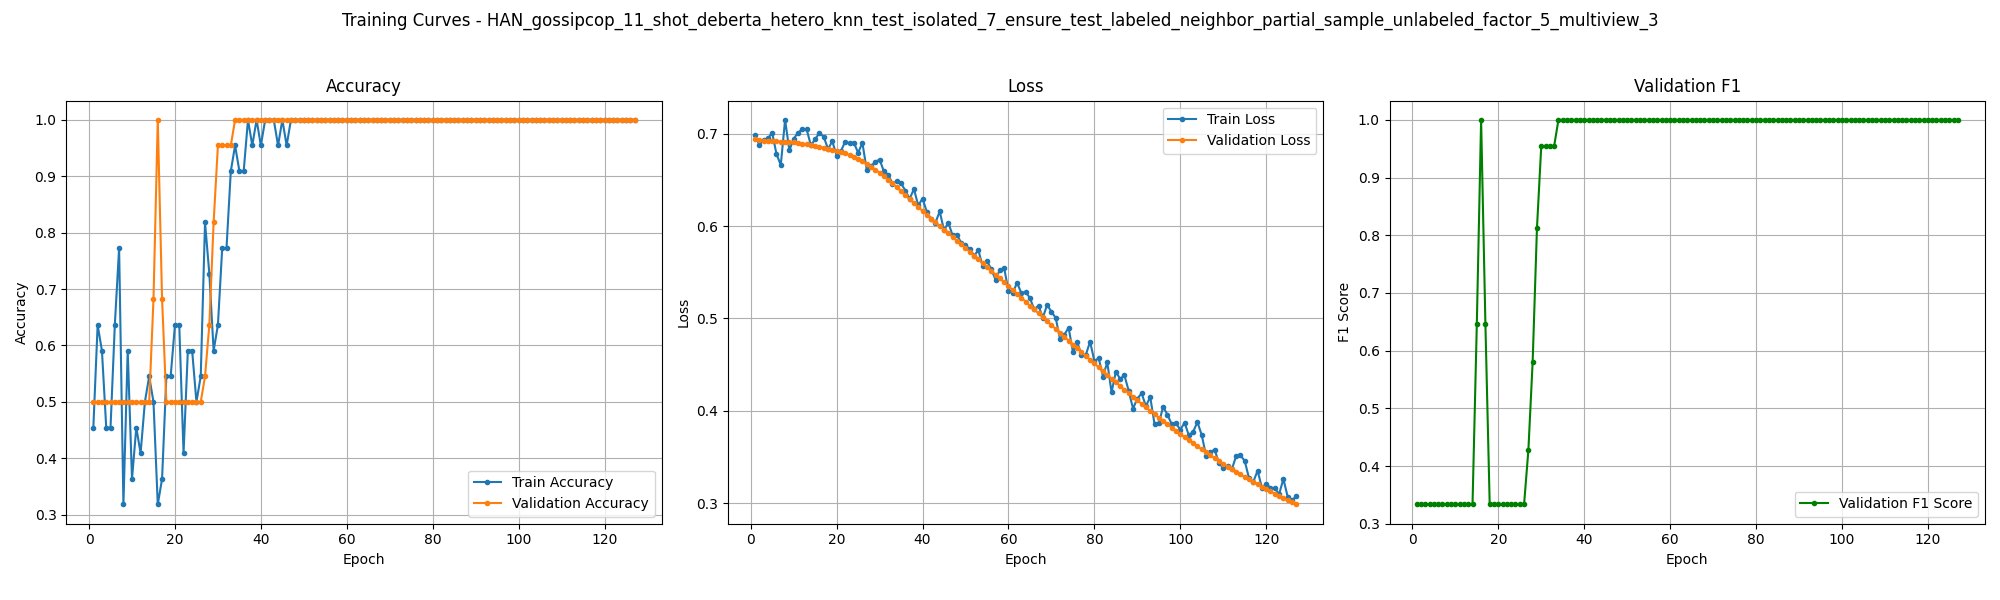 Training Curves - HAN_gossipcop_11_shot_deberta_hetero_knn_test_isolated_7_ensure_test_labeled_neighbor_partial_sample_unlabeled_factor_5_multiview_3
Accuracy
Accuracy
1.0
0.9
0.8
0.7
0.6
0.5
0.4
0.3
0 20 40 60 80 100 120
Epoch
Train Accuracy
Validation Accuracy
Loss
Loss
0.7
0.6
0.5
0.4
0.3
0 20 40 60 80 100 120
Epoch
Train Loss
Validation Loss
Validation F1
F1 Score
1.0
0.9
0.8
0.7
0.6
0.5
0.4
0.3
0 20 40 60 80 100 120
Epoch
Validation F1 Score